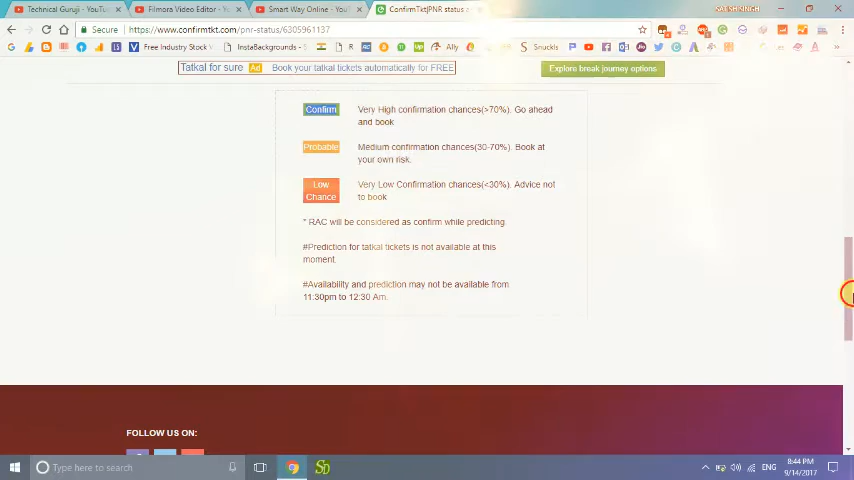 Technical Guruji - YouTu
Filmora Video Editor - Y
Smart Way Online - YouT
ConfirmTkt|PNR status
SATISH SINGH
Secure
https://www.confirmtkt.com/pnr-status/6305961137
Free Industry Stock V
InstaBackgrounds - I
R
Ally
Snuckls
Tatkal for sure Ad Book your tatkal tickets automatically for FREE
Explore break journey options
Confirm
Very High confirmation chances(>70%). Go ahead
and book
Probable
Medium confirmation chances(30-70%). Book at
your own risk.
Low
Chance
Very Low Confirmation chances(<30%). Advice not
to book
* RAC will be considered as confirm while predicting.
#Prediction for tatkal tickets is not available at this
moment.
#Availability and prediction may not be available from
11:30pm to 12:30 Am.
FOLLOW US ON:
Type here to search
ENG
8:44 PM
9/14/2017